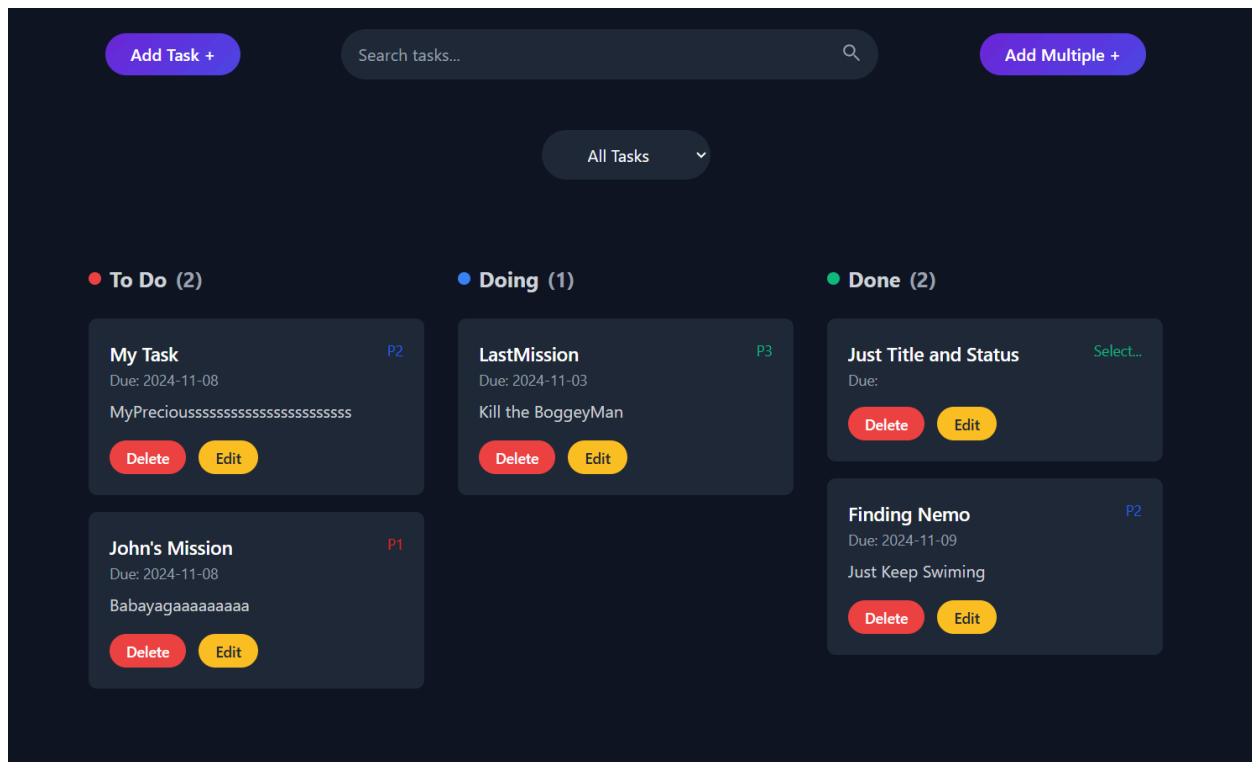 Add Task +
Search tasks...
Add Multiple +
All Tasks
To Do (2)
My Task
P2
Due: 2024-11-08
MyPreciousssssssssssssssssssssss
Delete
Edit
John's Mission
P1
Due: 2024-11-08
Babayagaaaaaaaaa
Delete
Edit
Doing (1)
LastMission
P3
Due: 2024-11-03
Kill the BoggeyMan
Delete
Edit
Done (2)
Just Title and Status
Select...
Due:
Delete
Edit
Finding Nemo
P2
Due: 2024-11-09
Just Keep Swiming
Delete
Edit